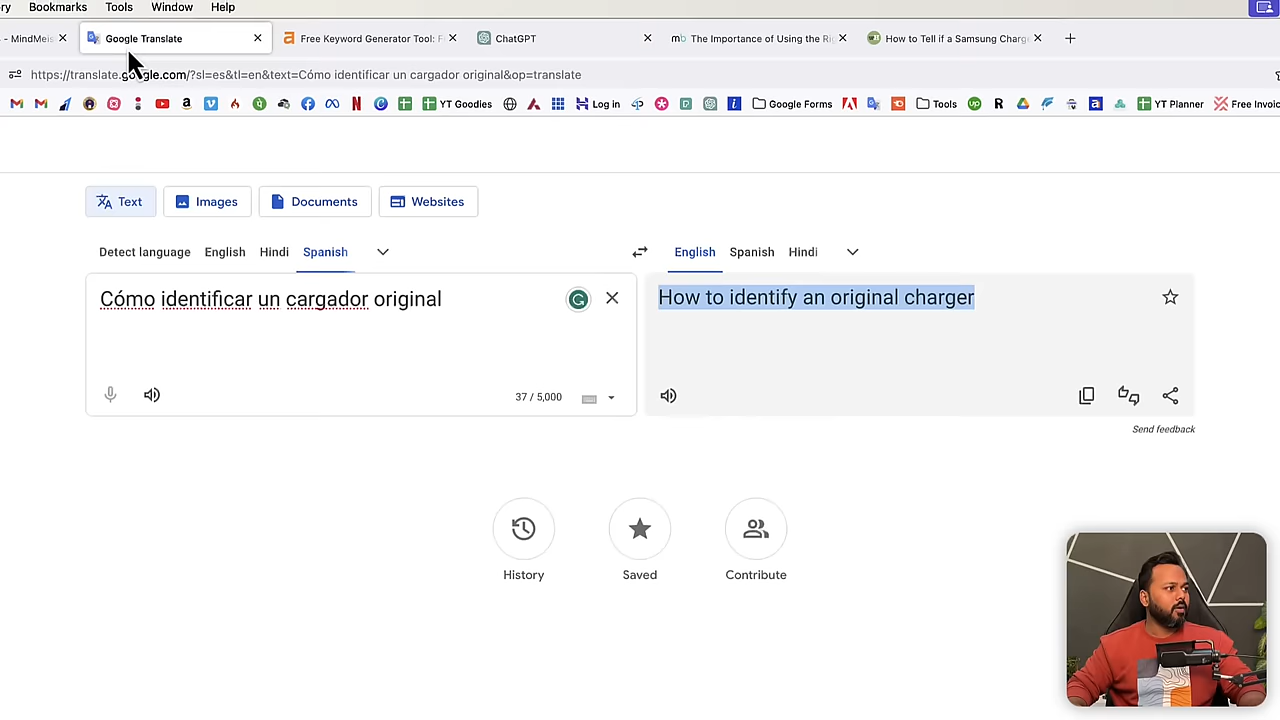 ry Bookmarks Tools Window Help
- MindMeis Google Translate Free Keyword Generator Tool: F ChatGPT The Importance of Using the Rig How to Tell if a Samsung Charg
https://translate.google.com/?sl=es&tl=en&text=Cómo identificar un cargador original&op=translate
YT Goodies Log in Google Forms Tools YT Planner Free Invoic
Text Images Documents Websites
Detect language English Hindi Spanish English Spanish Hindi
Cómo identificar un cargador original
How to identify an original charger
37 / 5,000
Send feedback
History Saved Contribute